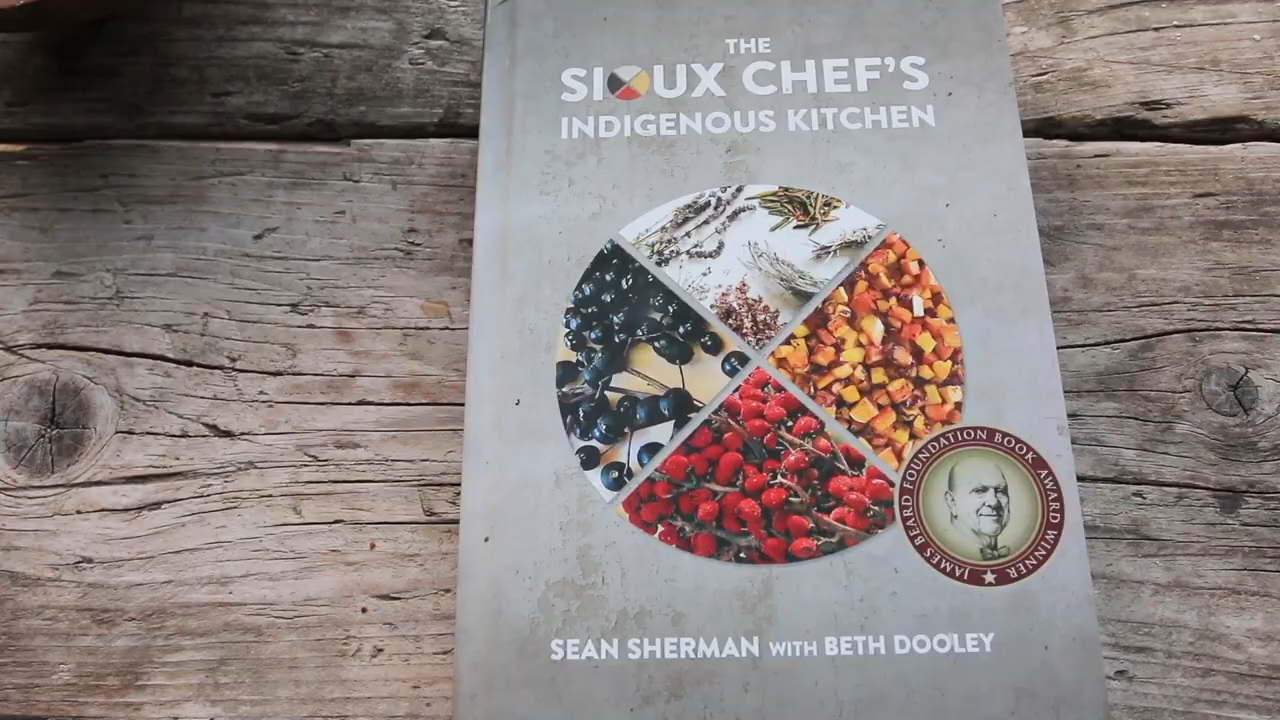 THE
SIOUX CHEF'S
INDIGENOUS KITCHEN
JAMES BEARD FOUNDATION BOOK AWARD WINNER
SEAN SHERMAN WITH BETH DOOLEY